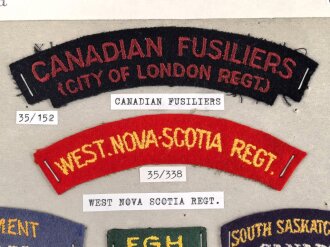 CANADIAN FUSILIERS
(CITY OF LONDON REGT.)
CANADIAN FUSILIERS
35/152
WEST. NOVA-SCOTIA REGT.
35/338
WEST NOVA SCOTIA REGT.
FGH
SOUTH SASKATC